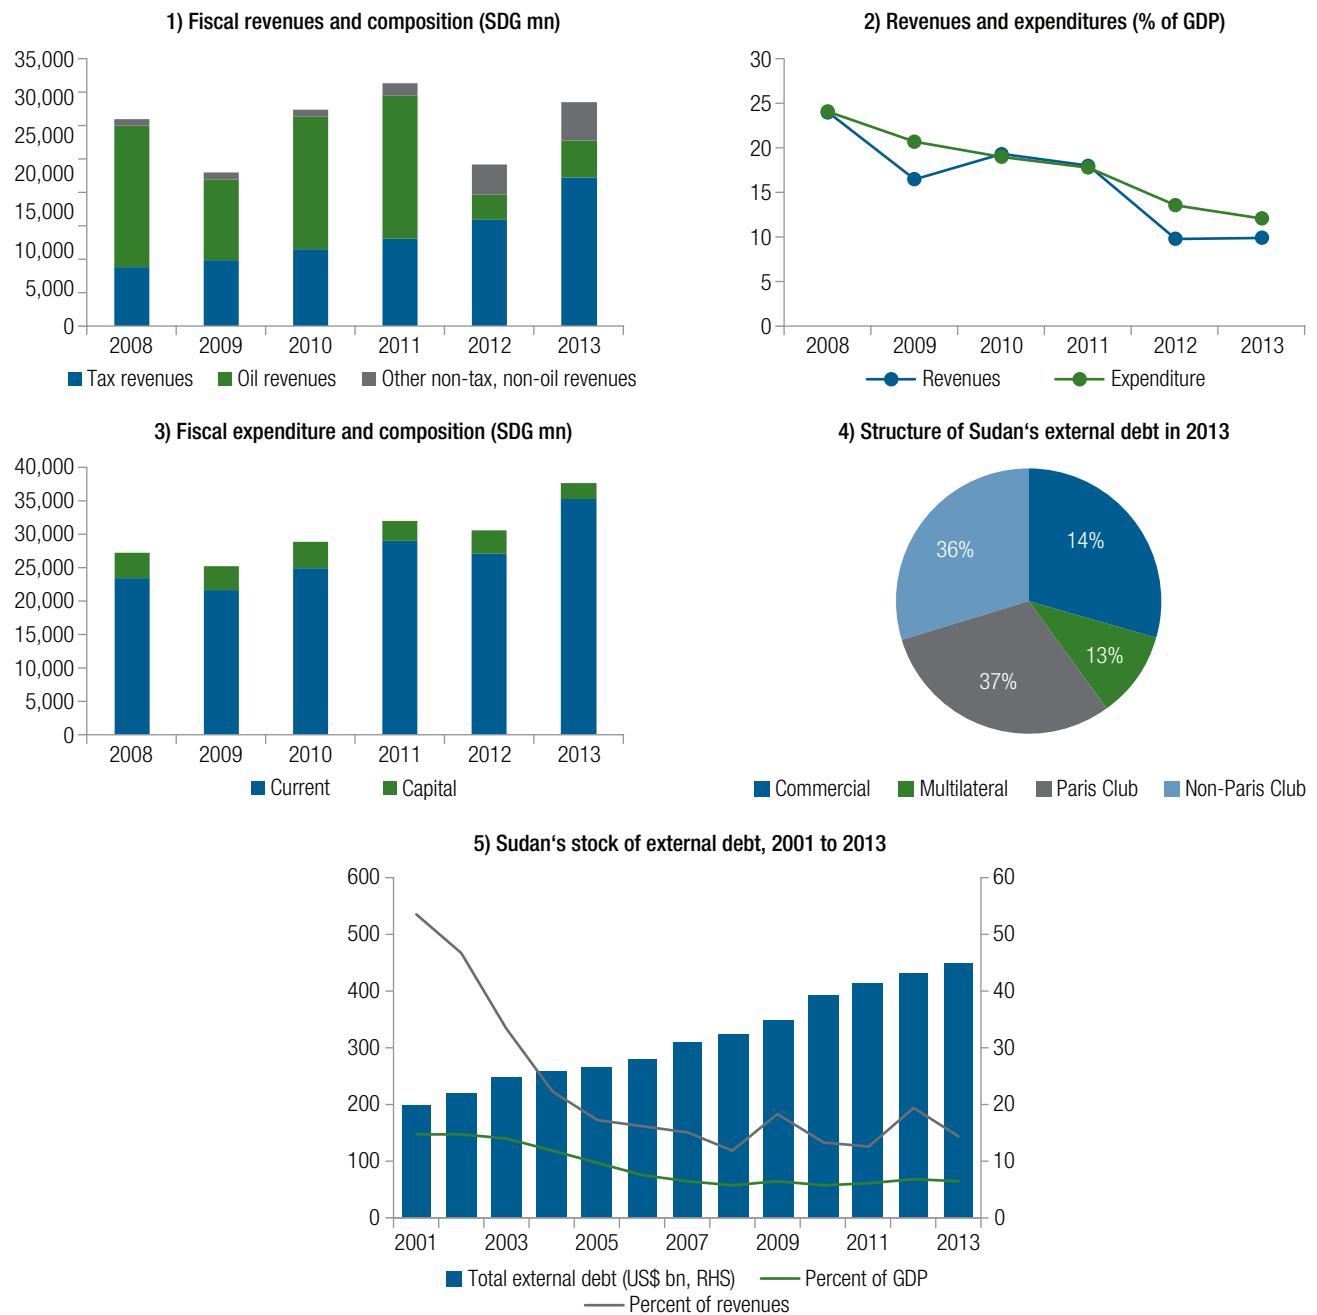 1) Fiscal revenues and composition (SDG mn)
35,000
30,000
25,000
20,000
15,000
10,000
5,000
0
2008 2009 2010 2011 2012 2013
Tax revenues Oil revenues Other non-tax, non-oil revenues
2) Revenues and expenditures (% of GDP)
30
25
20
15
10
5
0
2008 2009 2010 2011 2012 2013
Revenues Expenditure
3) Fiscal expenditure and composition (SDG mn)
40,000
35,000
30,000
25,000
20,000
15,000
10,000
5,000
0
2008 2009 2010 2011 2012 2013
Current Capital
4) Structure of Sudan‘s external debt in 2013
36% 14%
13%
37%
Commercial Multilateral Paris Club Non-Paris Club
5) Sudan‘s stock of external debt, 2001 to 2013
600 60
500 50
400 40
300 30
200 20
100 10
0 0
2001 2003 2005 2007 2009 2011 2013
Total external debt (US$ bn, RHS) Percent of GDP
Percent of revenues